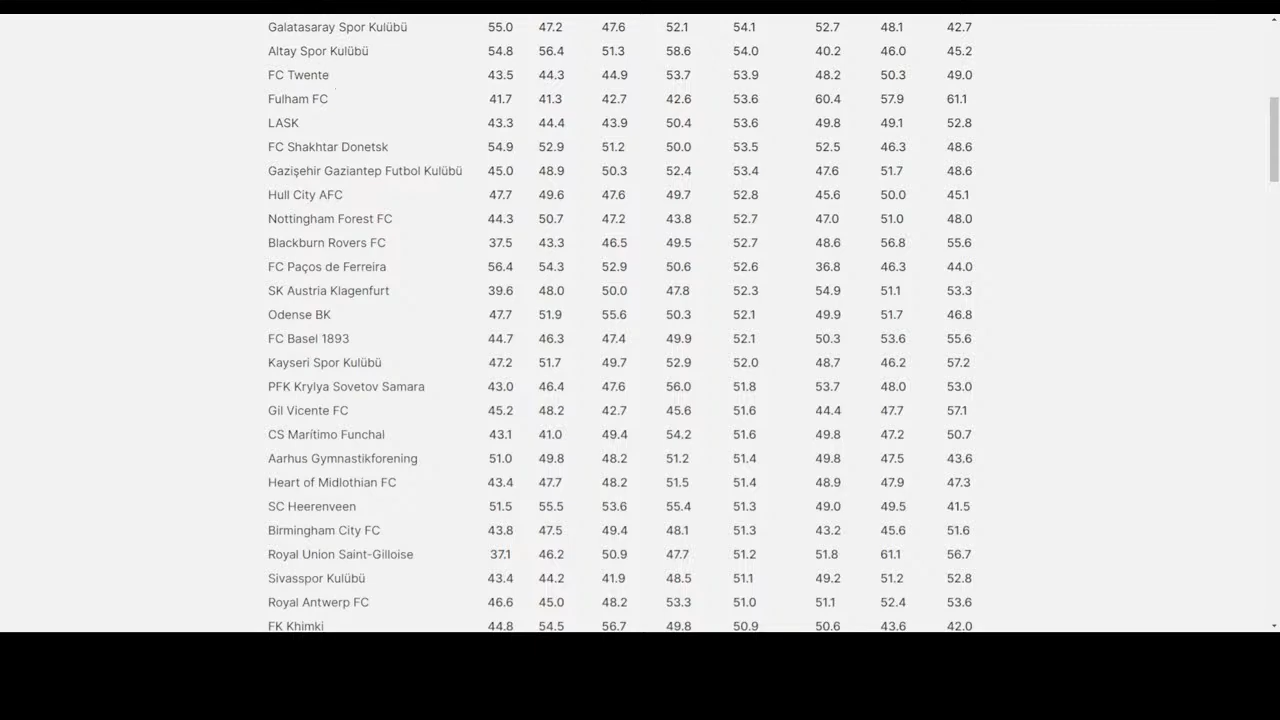 Galatasaray Spor Kulübü 55.0 47.2 47.6 52.1 54.1 52.7 48.1 42.7
Altay Spor Kulübü 54.8 56.4 51.3 58.6 54.0 40.2 46.0 45.2
FC Twente 43.5 44.3 44.9 53.7 53.9 48.2 50.3 49.0
Fulham FC 41.7 41.3 42.7 42.6 53.6 60.4 57.9 61.1
LASK 43.3 44.4 43.9 50.4 53.6 49.8 49.1 52.8
FC Shakhtar Donetsk 54.9 52.9 51.2 50.0 53.5 52.5 46.3 48.6
Gazişehir Gaziantep Futbol Kulübü 45.0 48.9 50.3 52.4 53.4 47.6 51.7 48.6
Hull City AFC 47.7 49.6 47.6 49.7 52.8 45.6 50.0 45.1
Nottingham Forest FC 44.3 50.7 47.2 43.8 52.7 47.0 51.0 48.0
Blackburn Rovers FC 37.5 43.3 46.5 49.5 52.7 48.6 56.8 55.6
FC Paços de Ferreira 56.4 54.3 52.9 50.6 52.6 36.8 46.3 44.0
SK Austria Klagenfurt 39.6 48.0 50.0 47.8 52.3 54.9 51.1 53.3
Odense BK 47.7 51.9 55.6 50.3 52.1 49.9 51.7 46.8
FC Basel 1893 44.7 46.3 47.4 49.9 52.1 50.3 53.6 55.6
Kayseri Spor Kulübü 47.2 51.7 49.7 52.9 52.0 48.7 46.2 57.2
PFK Krylya Sovetov Samara 43.0 46.4 47.6 56.0 51.8 53.7 48.0 53.0
Gil Vicente FC 45.2 48.2 42.7 45.6 51.6 44.4 47.7 57.1
CS Marítimo Funchal 43.1 41.0 49.4 54.2 51.6 49.8 47.2 50.7
Aarhus Gymnastikforening 51.0 49.8 48.2 51.2 51.4 49.8 47.5 43.6
Heart of Midlothian FC 43.4 47.7 48.2 51.5 51.4 48.9 47.9 47.3
SC Heerenveen 51.5 55.5 53.6 55.4 51.3 49.0 49.5 41.5
Birmingham City FC 43.8 47.5 49.4 48.1 51.3 43.2 45.6 51.6
Royal Union Saint-Gilloise 37.1 46.2 50.9 47.7 51.2 51.8 61.1 56.7
Sivasspor Kulübü 43.4 44.2 41.9 48.5 51.1 49.2 51.2 52.8
Royal Antwerp FC 46.6 45.0 48.2 53.3 51.0 51.1 52.4 53.6
FK Khimki 44.8 54.5 56.7 49.8 50.9 50.6 43.6 42.0